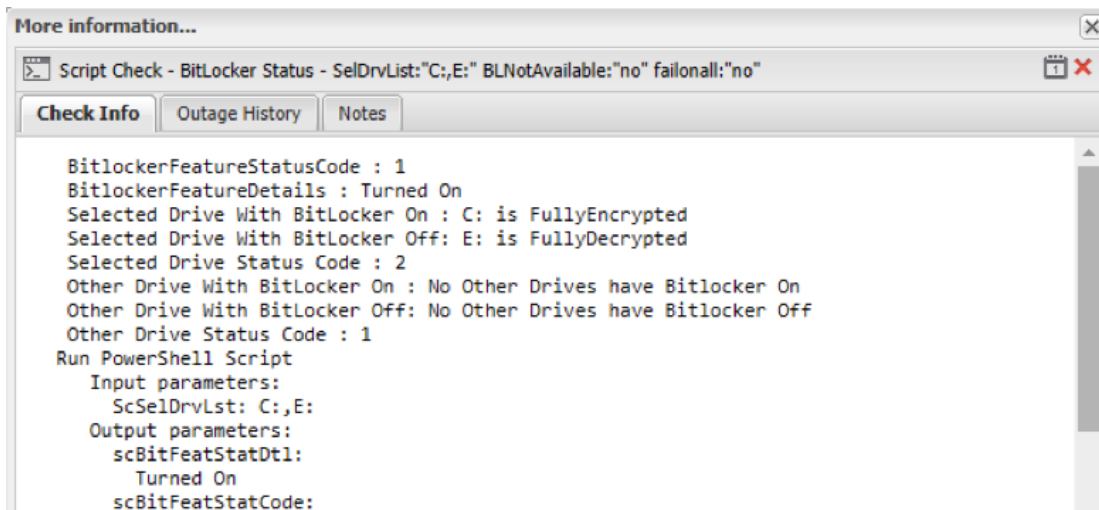 More information...
Script Check - BitLocker Status - SelDrvList:"C:,E:" BLNotAvailable:"no" failonall:"no"
Check Info Outage History Notes
BitlockerFeatureStatusCode : 1
BitlockerFeatureDetails : Turned On
Selected Drive With BitLocker On : C: is FullyEncrypted
Selected Drive With BitLocker Off: E: is FullyDecrypted
Selected Drive Status Code : 2
Other Drive With BitLocker On : No Other Drives have Bitlocker On
Other Drive With BitLocker Off: No Other Drives have Bitlocker Off
Other Drive Status Code : 1
Run PowerShell Script
Input parameters:
ScSelDrvLst: C:,E:
Output parameters:
scBitFeatStatDtl:
Turned On
scBitFeatStatCode: